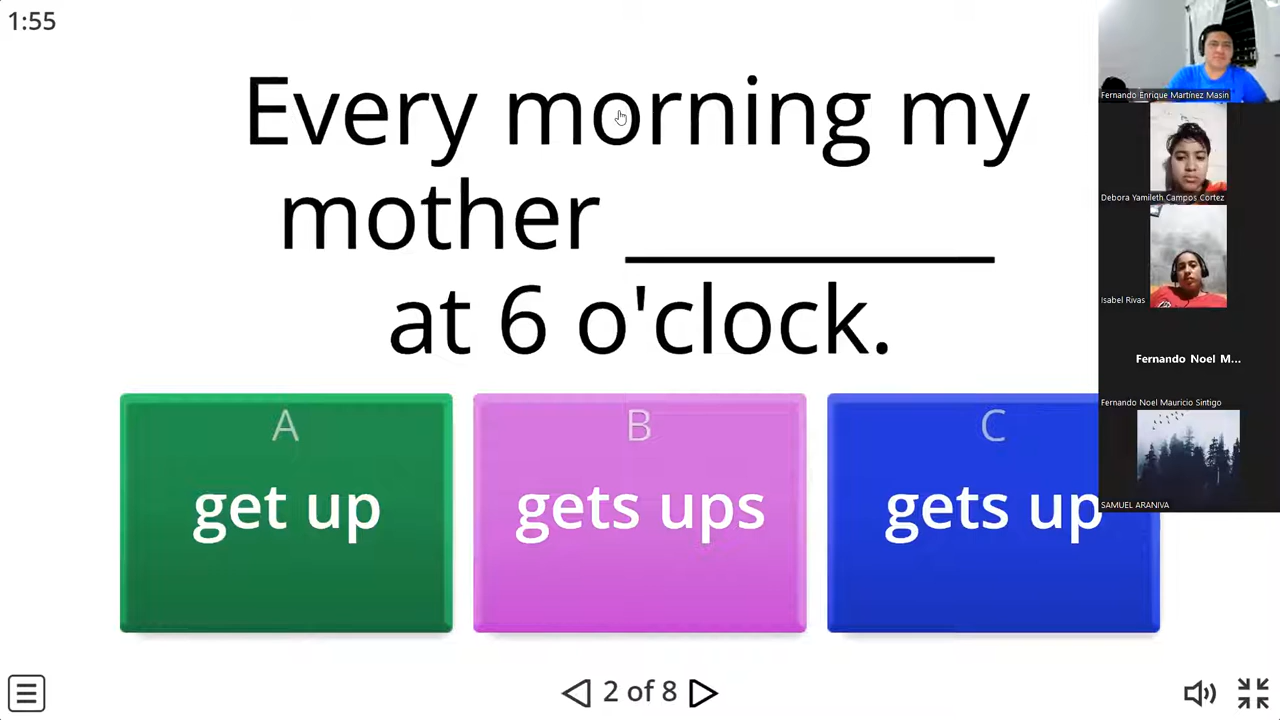 1:55
Every morning my
mother __________
at 6 o'clock.
A
get up
B
gets ups
C
gets up
2 of 8
Fernando Enrique Martínez Masin
Debora Yamileth Campos Cortez
Isabel Rivas
Fernando Noel M...
Fernando Noel Mauricio Sintigo
SAMUEL ARANIVA